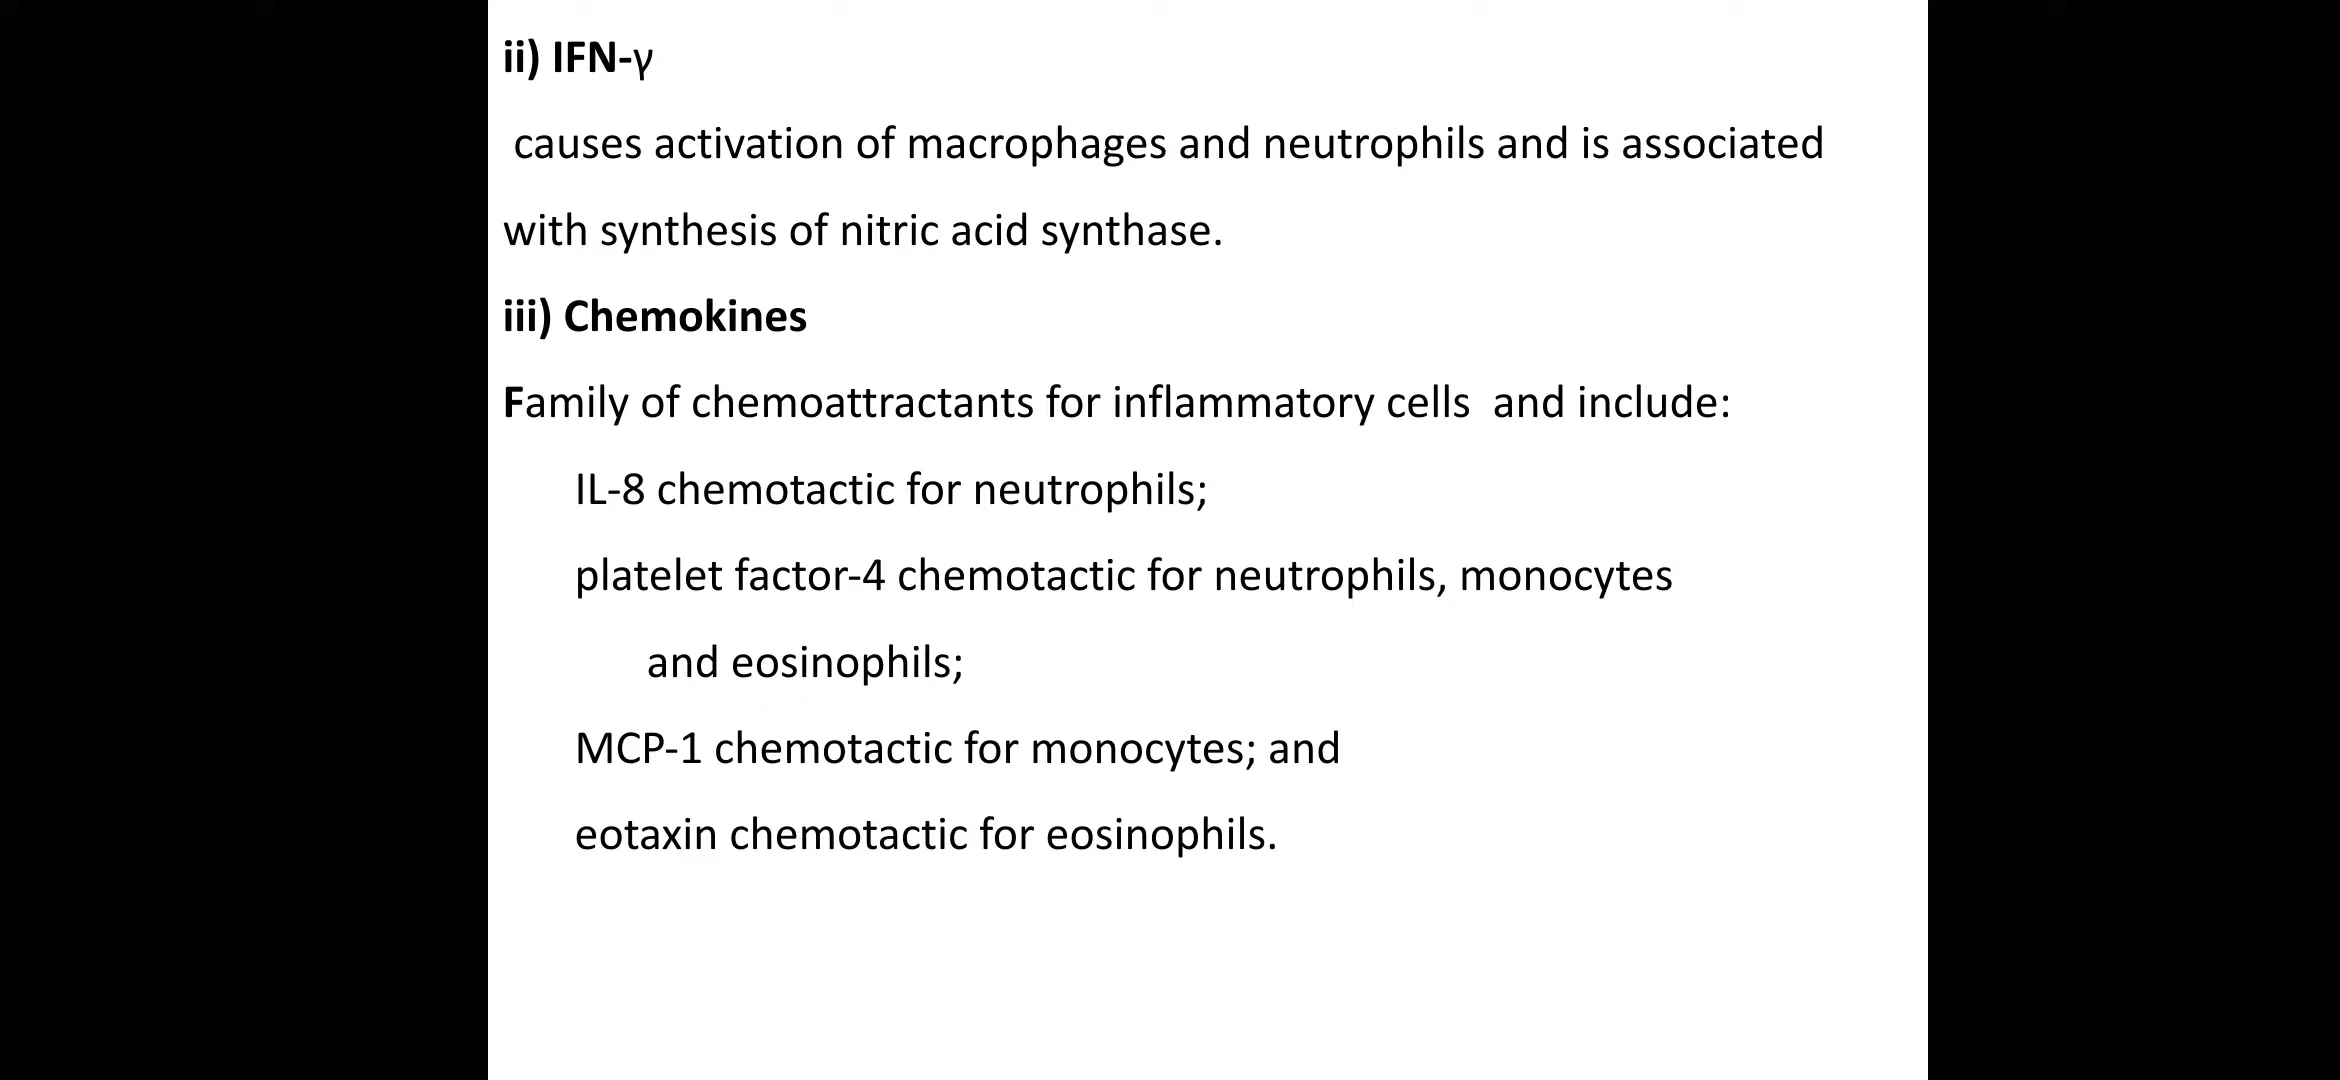 ii) IFN-γ
causes activation of macrophages and neutrophils and is associated
with synthesis of nitric acid synthase.
iii) Chemokines
Family of chemoattractants for inflammatory cells  and include:
IL-8 chemotactic for neutrophils;
platelet factor-4 chemotactic for neutrophils, monocytes
and eosinophils;
MCP-1 chemotactic for monocytes; and
eotaxin chemotactic for eosinophils.